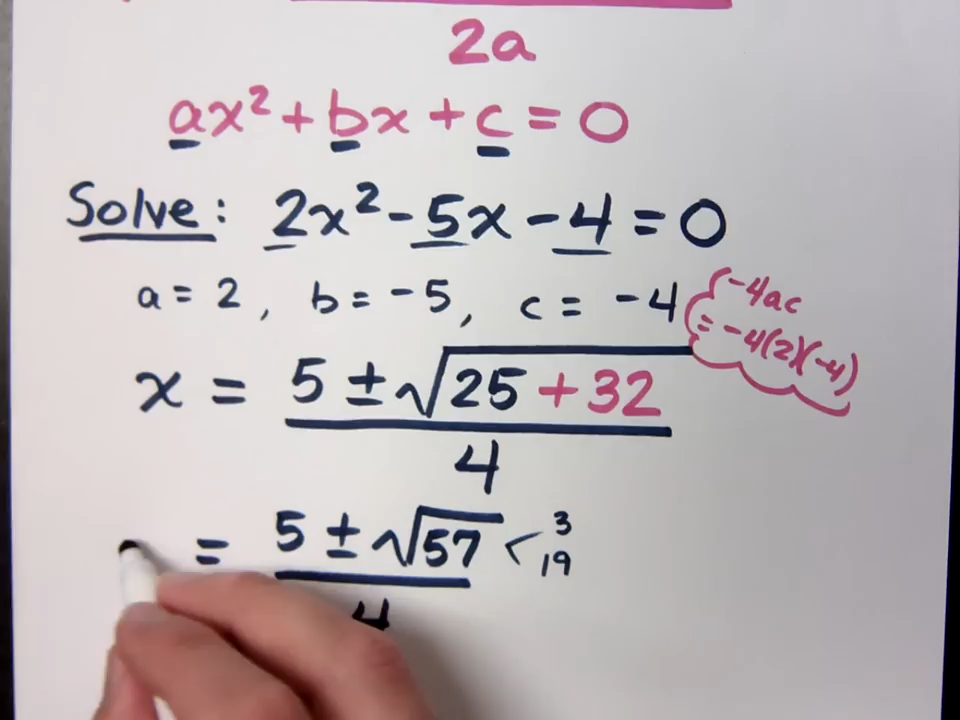 2a
ax² + bx + c = 0
Solve: 2x² - 5x - 4 = 0
a = 2, b = -5, c = -4
-4ac
= -4(2)(-4)
x = 5 ± √25 + 32
4
= 5 ± √57 < 3
19
4